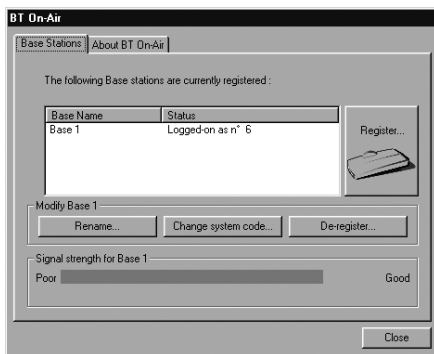 BT On-Air
Base Stations About BT On-Air
The following Base stations are currently registered :
Base Name Status
Base 1 Logged-on as n° 6
Register...
Modify Base 1
Rename... Change system code... De-register...
Signal strength for Base 1
Poor Good
Close